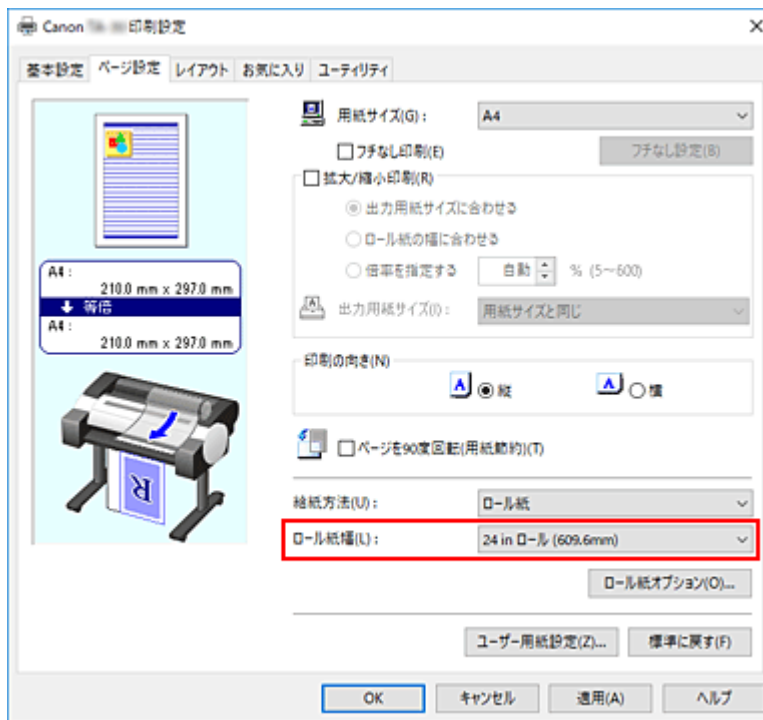 Canon 印刷設定
基本設定 ページ設定 レイアウト お気に入り ユーティリティ
用紙サイズ(G)： A4
フチなし印刷(E) フチなし設定(B)
拡大/縮小印刷(R)
出力用紙サイズに合わせる
ロール紙の幅に合わせる
倍率を指定する 自動 % (5～600)
出力用紙サイズ(I)： 用紙サイズと同じ
A4：
210.0 mm x 297.0 mm
等倍
A4：
210.0 mm x 297.0 mm
印刷の向き(N)
A 縦 A 横
ページを90度回転(用紙節約)(T)
R
給紙方法(U)： ロール紙
ロール紙幅(L)： 24 in ロール (609.6mm)
ロール紙オプション(O)...
ユーザー用紙設定(Z)... 標準に戻す(F)
OK キャンセル 適用(A) ヘルプ